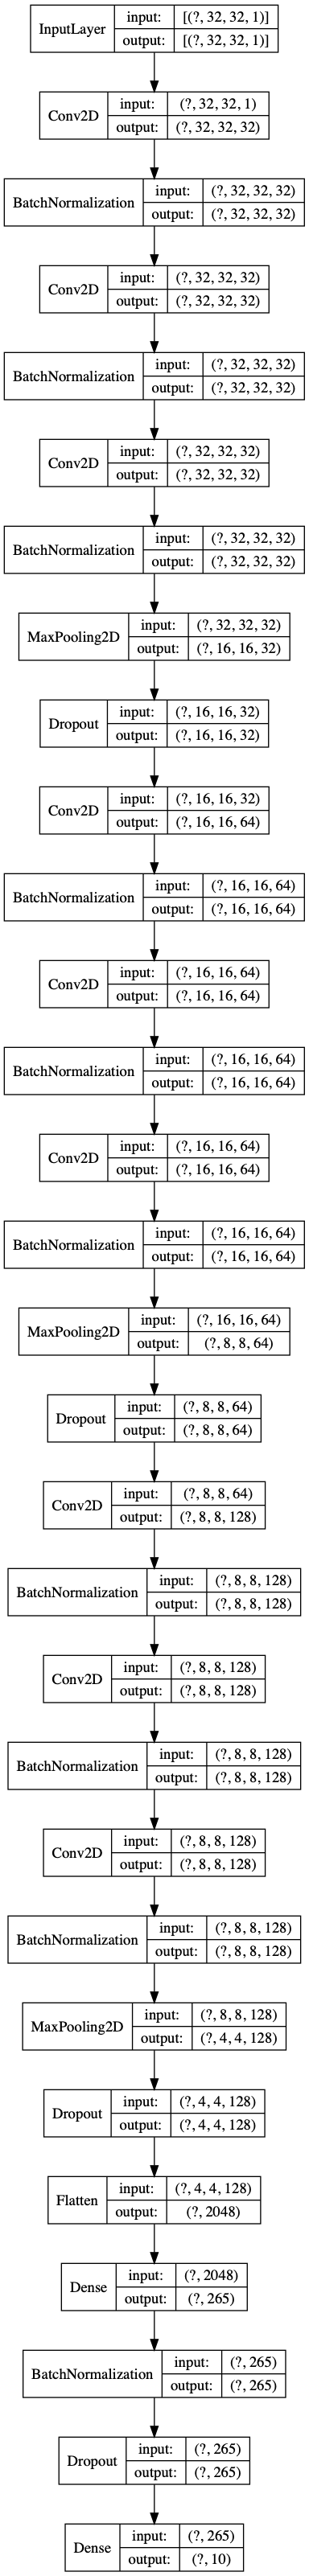 InputLayer input: [(?, 32, 32, 1)]
output: [(?, 32, 32, 1)]
Conv2D input: (?, 32, 32, 1)
output: (?, 32, 32, 32)
BatchNormalization input: (?, 32, 32, 32)
output: (?, 32, 32, 32)
Conv2D input: (?, 32, 32, 32)
output: (?, 32, 32, 32)
BatchNormalization input: (?, 32, 32, 32)
output: (?, 32, 32, 32)
Conv2D input: (?, 32, 32, 32)
output: (?, 32, 32, 32)
BatchNormalization input: (?, 32, 32, 32)
output: (?, 32, 32, 32)
MaxPooling2D input: (?, 32, 32, 32)
output: (?, 16, 16, 32)
Dropout input: (?, 16, 16, 32)
output: (?, 16, 16, 32)
Conv2D input: (?, 16, 16, 32)
output: (?, 16, 16, 64)
BatchNormalization input: (?, 16, 16, 64)
output: (?, 16, 16, 64)
Conv2D input: (?, 16, 16, 64)
output: (?, 16, 16, 64)
BatchNormalization input: (?, 16, 16, 64)
output: (?, 16, 16, 64)
Conv2D input: (?, 16, 16, 64)
output: (?, 16, 16, 64)
BatchNormalization input: (?, 16, 16, 64)
output: (?, 16, 16, 64)
MaxPooling2D input: (?, 16, 16, 64)
output: (?, 8, 8, 64)
Dropout input: (?, 8, 8, 64)
output: (?, 8, 8, 64)
Conv2D input: (?, 8, 8, 64)
output: (?, 8, 8, 128)
BatchNormalization input: (?, 8, 8, 128)
output: (?, 8, 8, 128)
Conv2D input: (?, 8, 8, 128)
output: (?, 8, 8, 128)
BatchNormalization input: (?, 8, 8, 128)
output: (?, 8, 8, 128)
Conv2D input: (?, 8, 8, 128)
output: (?, 8, 8, 128)
BatchNormalization input: (?, 8, 8, 128)
output: (?, 8, 8, 128)
MaxPooling2D input: (?, 8, 8, 128)
output: (?, 4, 4, 128)
Dropout input: (?, 4, 4, 128)
output: (?, 4, 4, 128)
Flatten input: (?, 4, 4, 128)
output: (?, 2048)
Dense input: (?, 2048)
output: (?, 265)
BatchNormalization input: (?, 265)
output: (?, 265)
Dropout input: (?, 265)
output: (?, 265)
Dense input: (?, 265)
output: (?, 10)